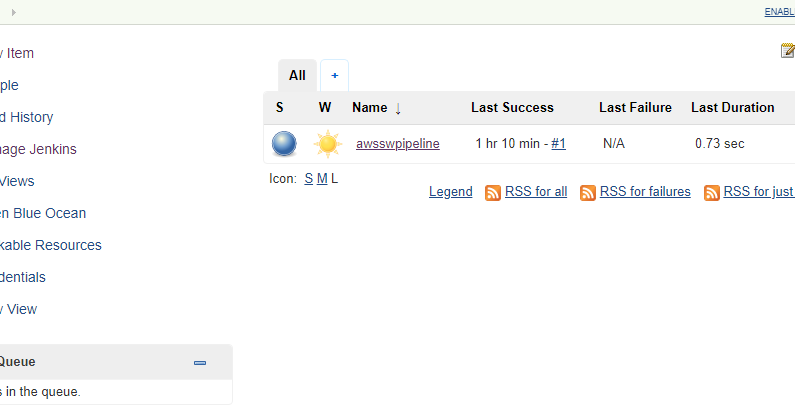 ENABL
Item
ple
d History
nage Jenkins
Views
en Blue Ocean
kable Resources
dentials
View
Queue
s in the queue.
All +
S W Name ↓ Last Success Last Failure Last Duration
awsswpipeline 1 hr 10 min - #1 N/A 0.73 sec
Icon: S M L
Legend RSS for all RSS for failures RSS for just